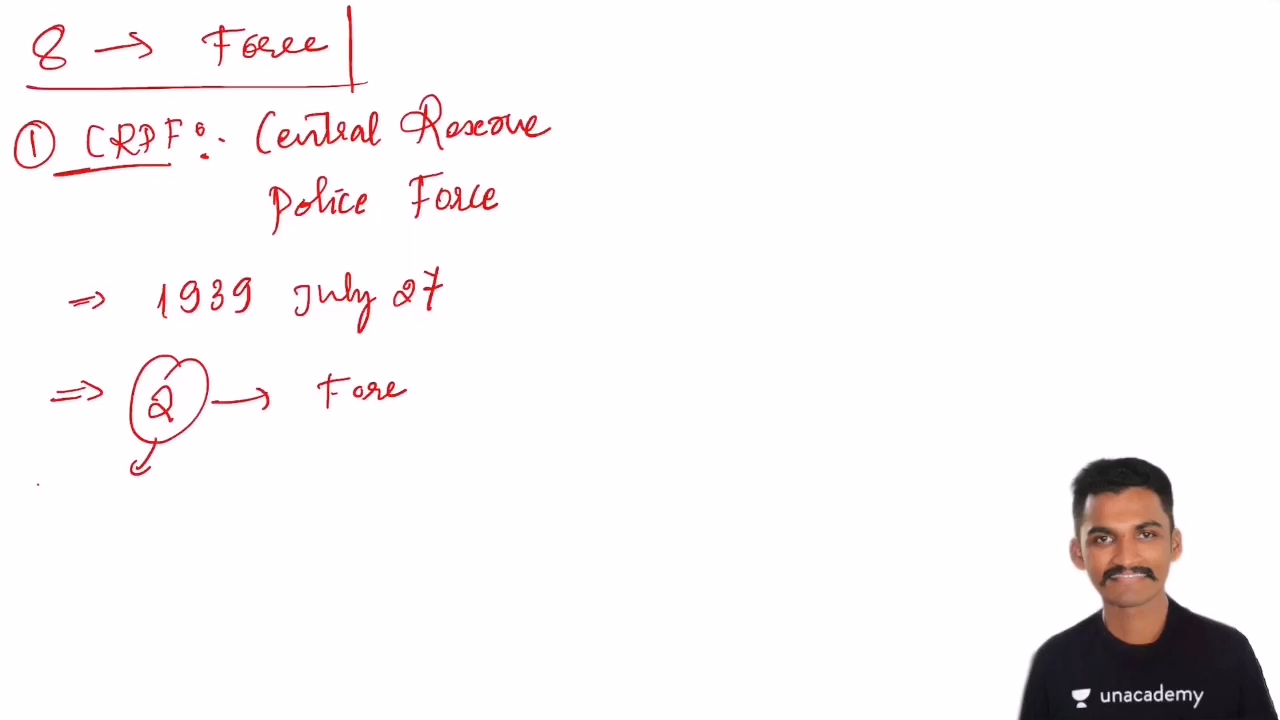 8 → Force
① CRPF:- Central Reserve
Police Force
⇒ 1939 July 27
⇒ 2 → Fore
unacademy